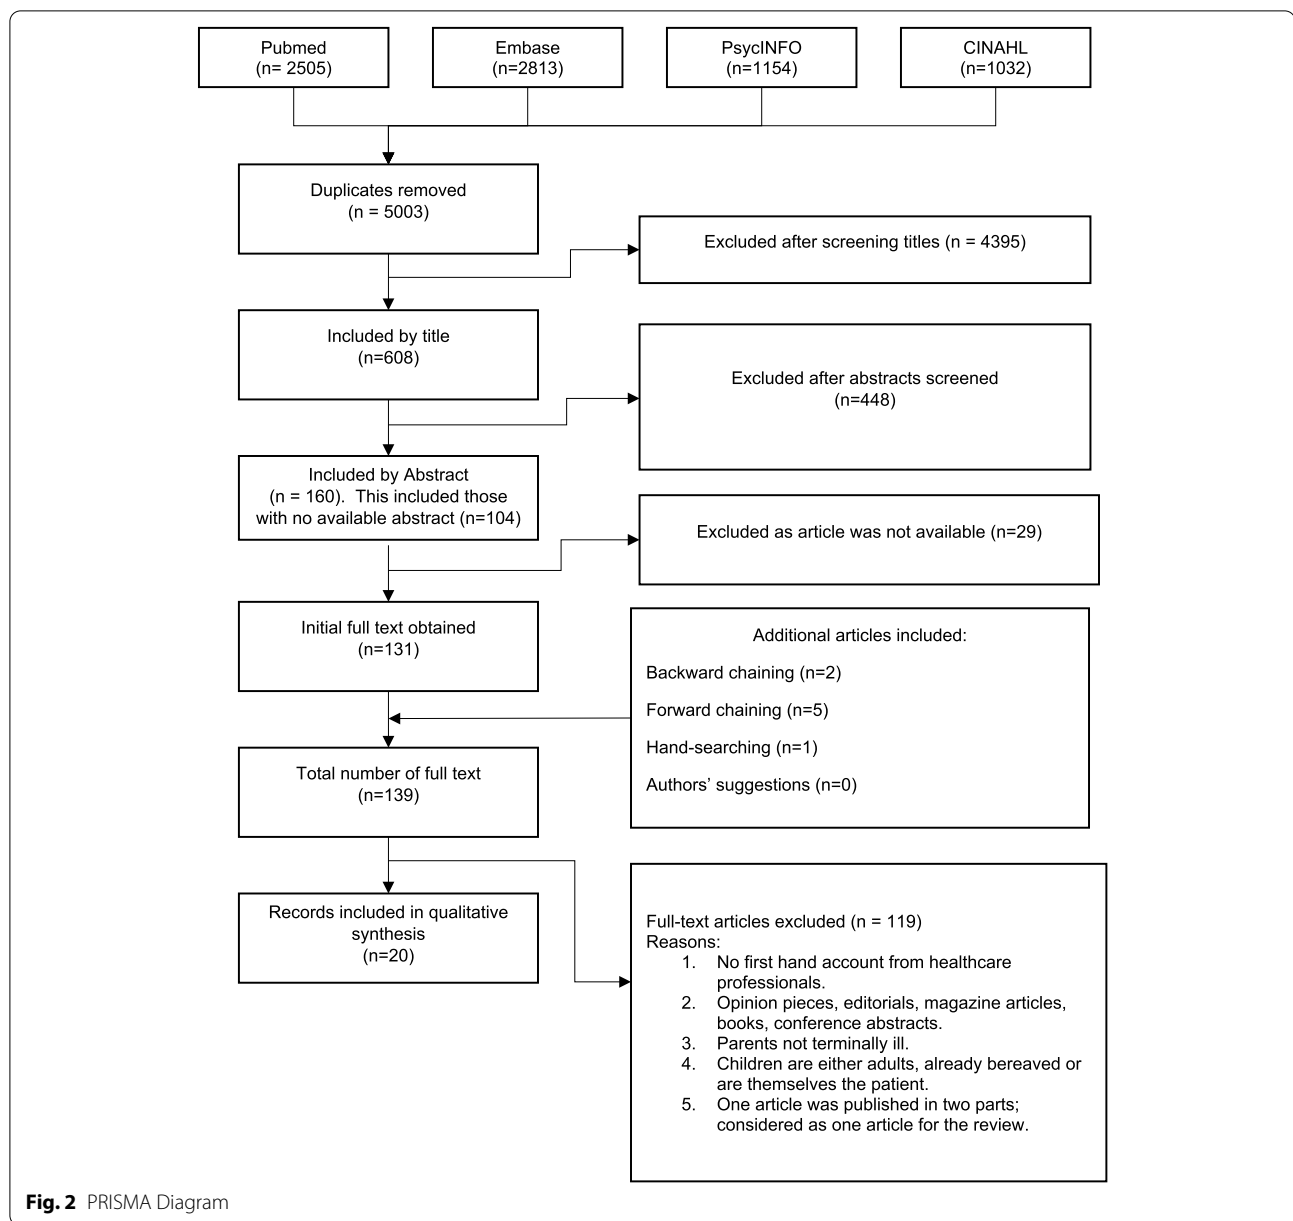 Pubmed
(n= 2505)
Embase
(n=2813)
PsycINFO
(n=1154)
CINAHL
(n=1032)
Duplicates removed
(n = 5003)
Excluded after screening titles (n = 4395)
Included by title
(n=608)
Excluded after abstracts screened
(n=448)
Included by Abstract
(n = 160).  This included those
with no available abstract (n=104)
Excluded as article was not available (n=29)
Initial full text obtained
(n=131)
Additional articles included:
Backward chaining (n=2)
Forward chaining (n=5)
Hand-searching (n=1)
Authors’ suggestions (n=0)
Total number of full text
(n=139)
Records included in qualitative
synthesis
(n=20)
Full-text articles excluded (n = 119)
Reasons:
1. No first hand account from healthcare
professionals.
2. Opinion pieces, editorials, magazine articles,
books, conference abstracts.
3. Parents not terminally ill.
4. Children are either adults, already bereaved or
are themselves the patient.
5. One article was published in two parts;
considered as one article for the review.
Fig. 2 PRISMA Diagram